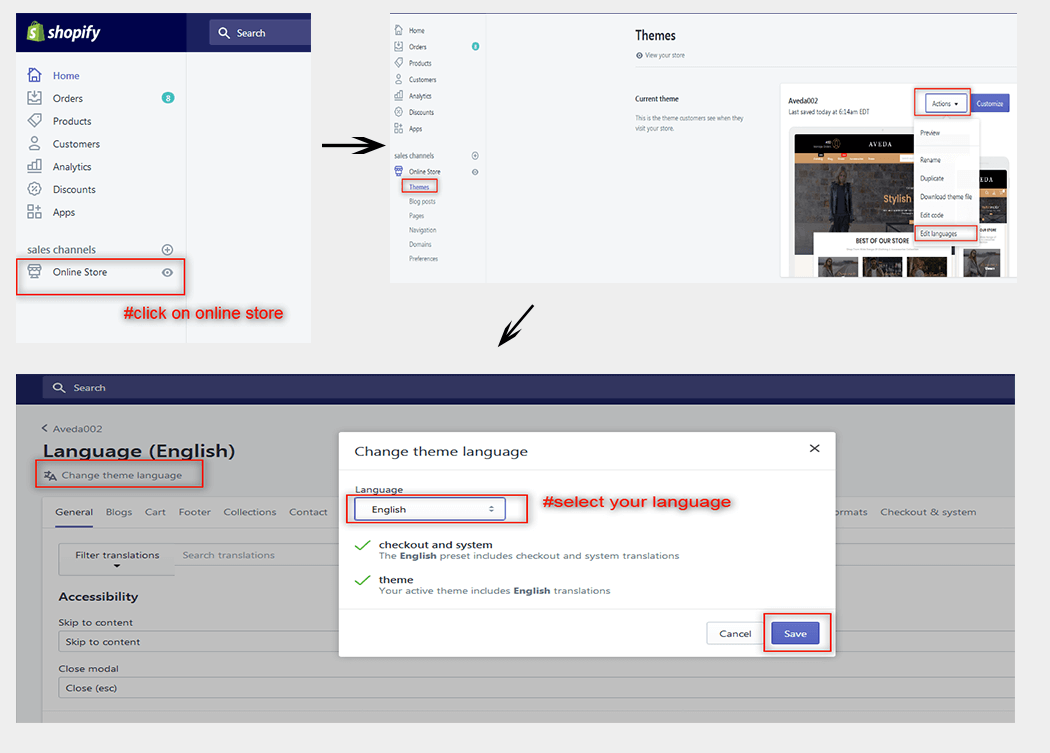 shopify
Search
Home
Orders 8
Products
Customers
Analytics
Discounts
Apps
sales channels
Online Store
#click on online store
Home
Orders 8
Products
Customers
Analytics
Discounts
Apps
sales channels
Online Store
Themes
Blog posts
Pages
Navigation
Domains
Preferences
Themes
View your store
Current theme
This is the theme customers see when they
visit your store.
Aveda002
Last saved today at 6:14am EDT
Actions
Customize
Preview
Rename
Duplicate
Download theme file
Edit code
Edit languages
AVEDA
Stylish
BEST OF OUR STORE
Search
Aveda002
Language (English)
Change theme language
General Blogs Cart Footer Collections Contact
ormats Checkout & system
Filter translations
Search translations
Accessibility
Skip to content
Skip to content
Close modal
Close (esc)
Change theme language
Language
English
#select your language
checkout and system
The English preset includes checkout and system translations
theme
Your active theme includes English translations
Cancel
Save